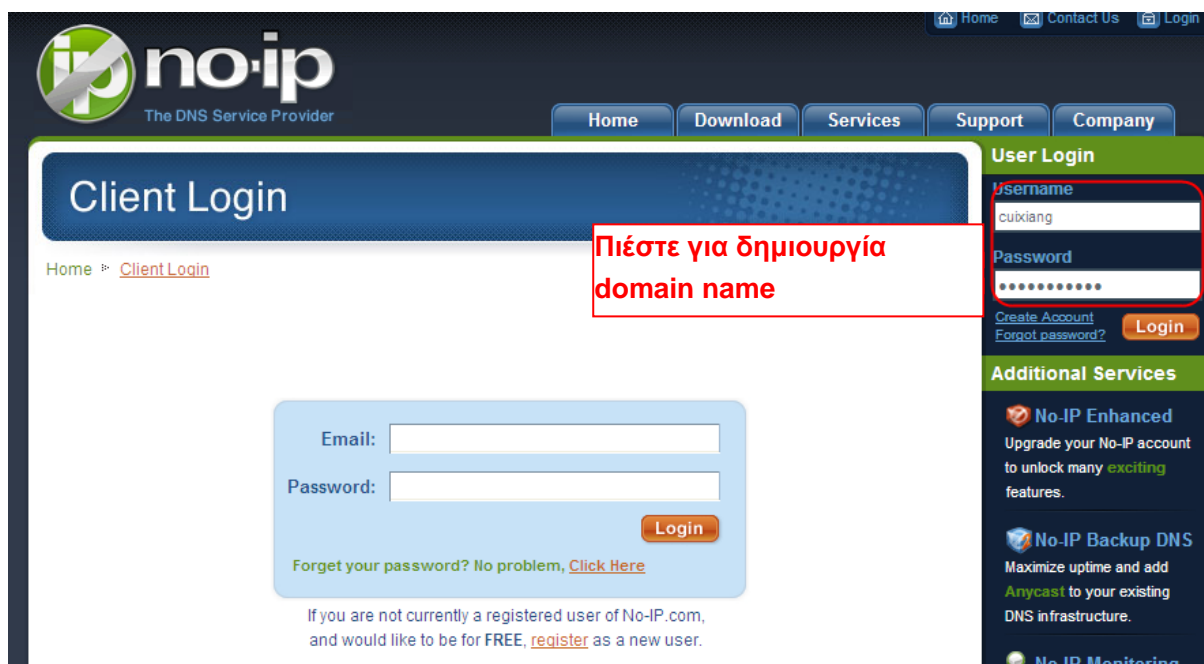 Home Contact Us Login
ip no·ip
The DNS Service Provider
Home Download Services Support Company
Client Login
Home Client Login
Πιέστε για δημιουργία
domain name
Email:
Password:
Login
Forget your password? No problem, Click Here
If you are not currently a registered user of No-IP.com,
and would like to be for FREE, register as a new user.
User Login
Username
cuixiang
Password
•••••••••••
Create Account
Forgot password?
Login
Additional Services
No-IP Enhanced
Upgrade your No-IP account
to unlock many exciting
features.
No-IP Backup DNS
Maximize uptime and add
Anycast to your existing
DNS infrastructure.
No-IP Monitoring